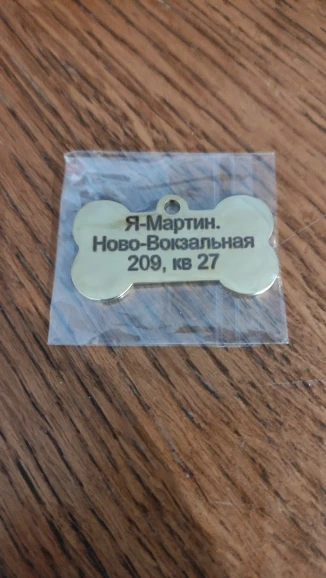 Я-Мартин.
Ново-Вокзальная
209, кв 27